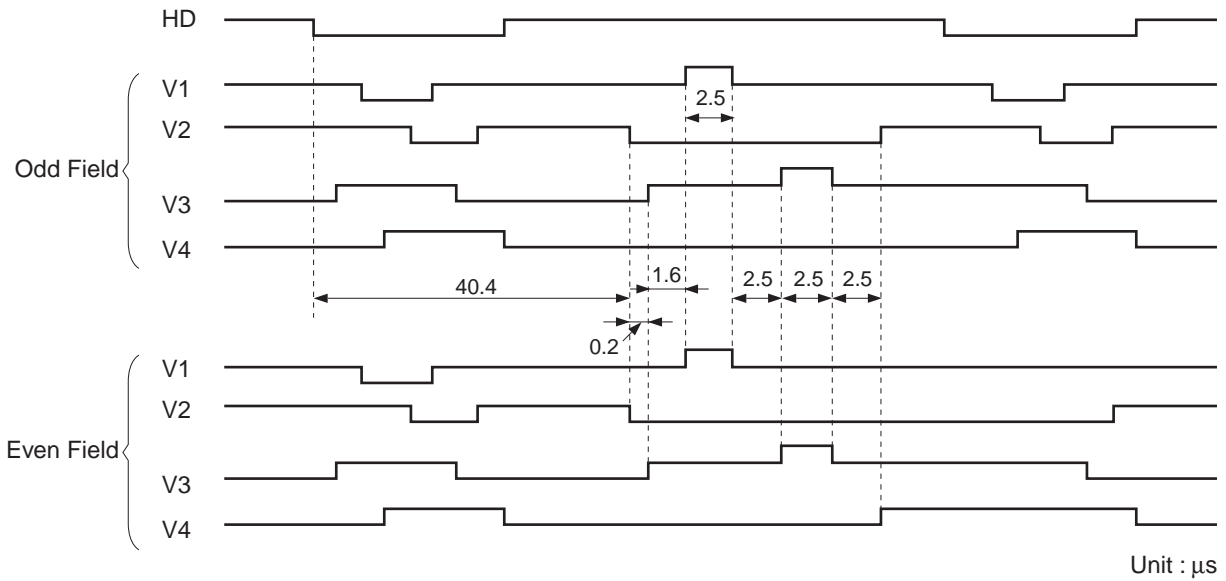 HD
V1
2.5
V2
Odd Field
V3
V4
1.6
40.4
2.5 2.5 2.5
0.2
V1
V2
Even Field
V3
V4
Unit : μs